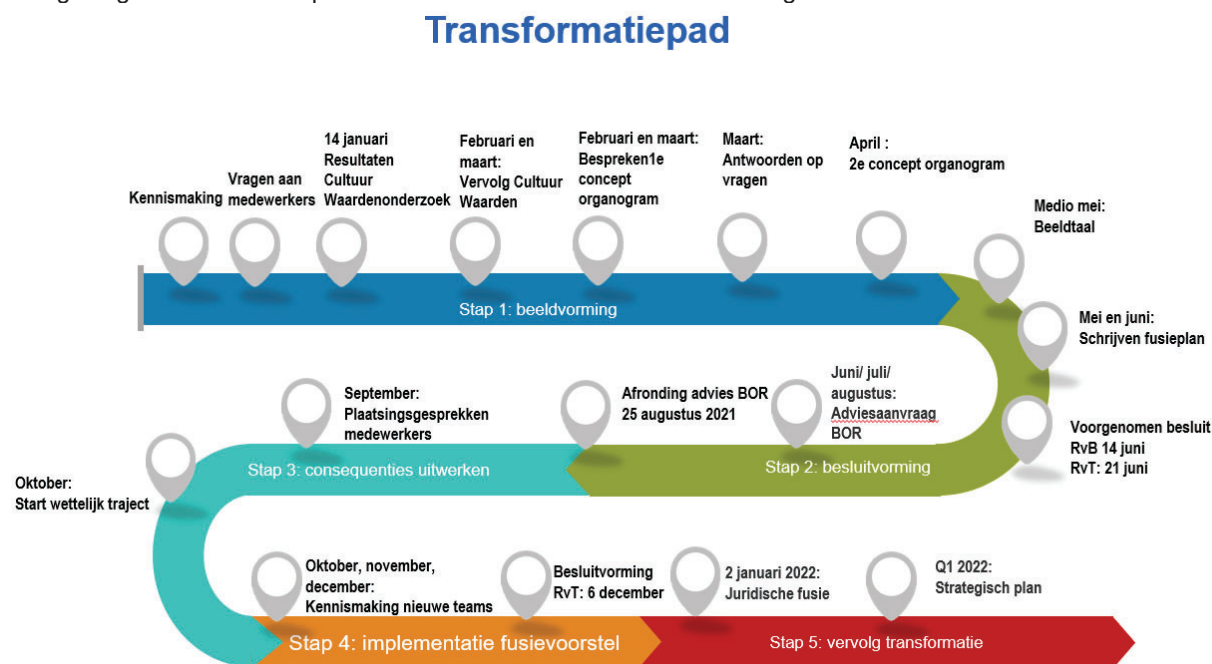 Transformatiepad
Kennismaking
Vragen aan
medewerkers
14 januari
Resultaten
Cultuur
Waardenonderzoek
Februari en
maart:
Vervolg Cultuur
Waarden
Februari en maart:
Bespreken1e
concept
organogram
Maart:
Antwoorden op
vragen
April :
2e concept organogram
Medio mei:
Beeldtaal
Stap 1: beeldvorming
Mei en juni:
Schrijven fusieplan
Voorgenomen besluit
RvB 14 juni
RvT: 21 juni
Juni/ juli/
augustus:
Adviesaanvraag
BOR
Stap 2: besluitvorming
Afronding advies BOR
25 augustus 2021
September:
Plaatsingsgesprekken
medewerkers
Stap 3: consequenties uitwerken
Oktober:
Start wettelijk traject
Oktober, november,
december:
Kennismaking nieuwe teams
Besluitvorming
RvT: 6 december
Stap 4: implementatie fusievoorstel
2 januari 2022:
Juridische fusie
Q1 2022:
Strategisch plan
Stap 5: vervolg transformatie